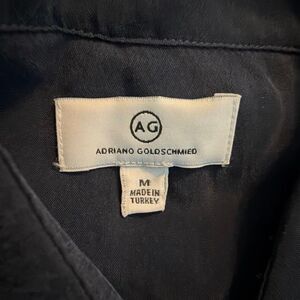 AG
ADRIANO GOLDSCHMIED
M
MADE IN
TURKEY